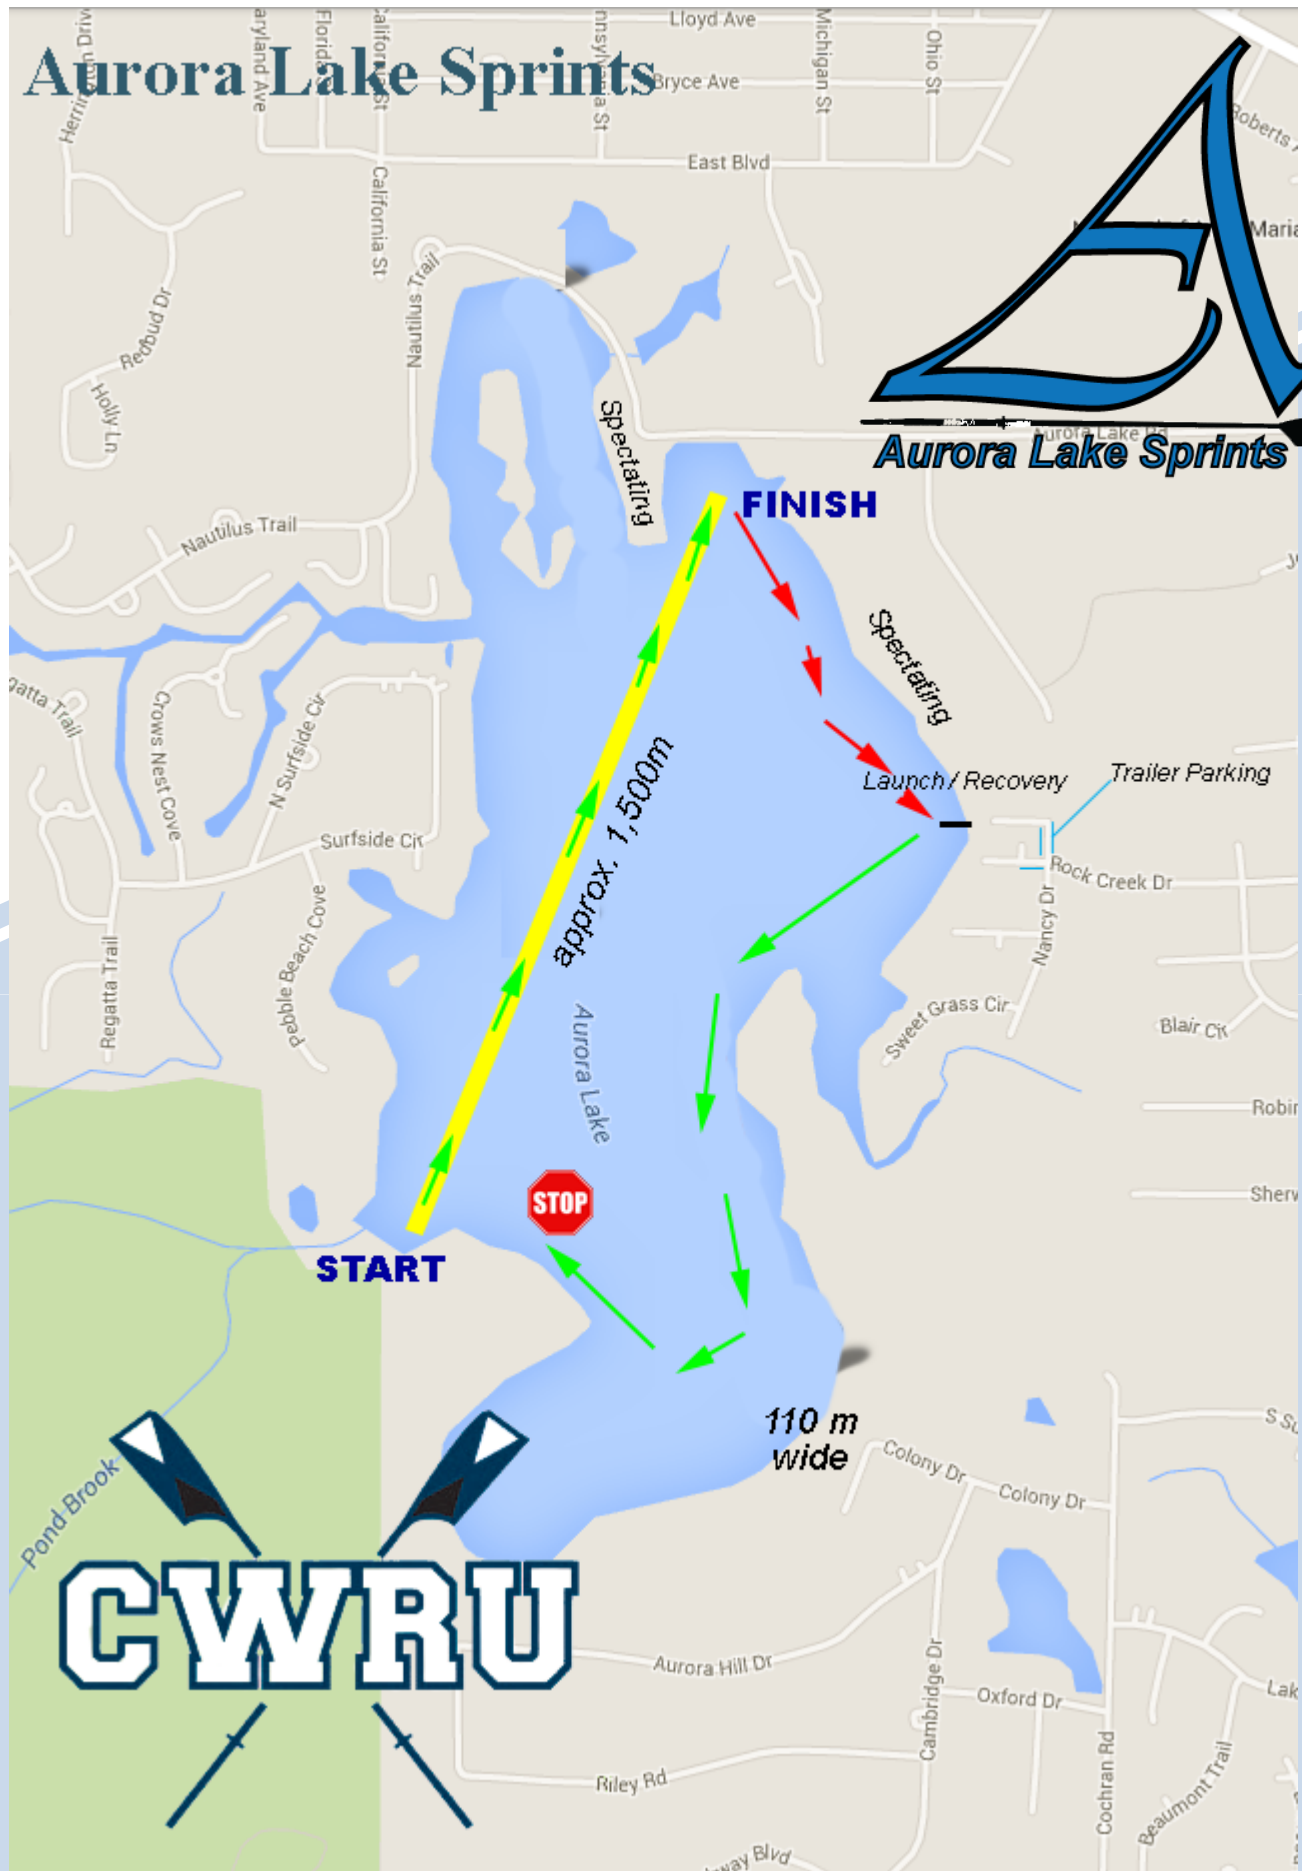 Lloyd Ave
Aurora Lake Sprints
Bryce Ave
Michigan St
Ohio St
East Blvd
California St
Nautilus Trail
Redbud Dr
Holly Ln
Spectating
Aurora Lake Rd
Aurora Lake Sprints
FINISH
Nautilus Trail
Spectating
Crows Nest Cove
N Surfside Cir
approx. 1,500m
Launch / Recovery
Trailer Parking
Surfside Cir
Rock Creek Dr
Nancy Dr
Pebble Beach Cove
Regatta Trail
Sweet Grass Cir
Blair Cir
Aurora Lake
STOP
START
110 m
wide
Colony Dr
Colony Dr
Pond Brook
CWRU
Aurora Hill Dr
Cambridge Dr
Oxford Dr
Cochran Rd
Beaumont Trail
Riley Rd